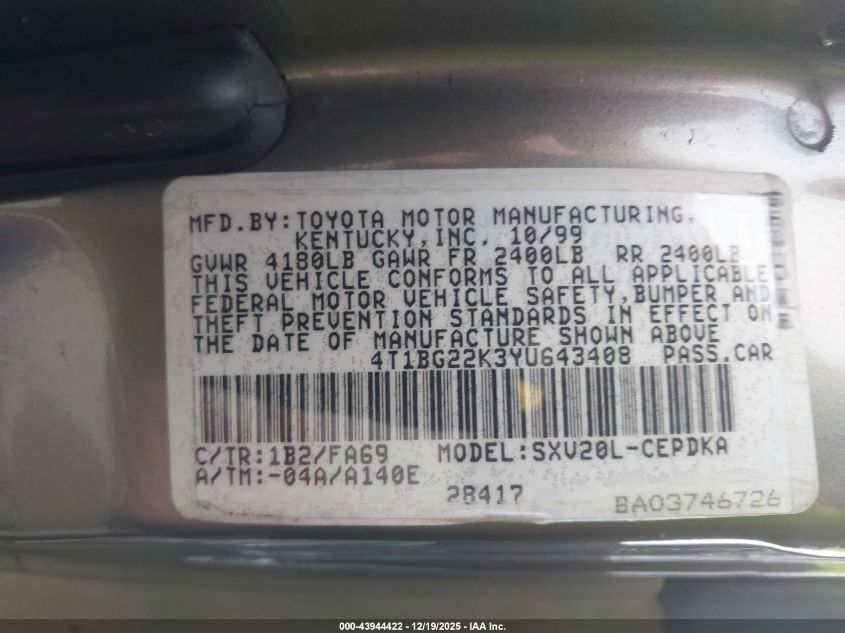 MFD.BY:TOYOTA MOTOR MANUFACTURING,
KENTUCKY,INC. 10/99
GVWR 4180LB GAWR FR 2400LB RR 2400LB
THIS VEHICLE CONFORMS TO ALL APPLICABLE
FEDERAL MOTOR VEHICLE SAFETY,BUMPER AND
THEFT PREVENTION STANDARDS IN EFFECT ON
THE DATE OF MANUFACTURE SHOWN ABOVE
4T1BG22K3YU643408 PASS.CAR
C/TR:1B2/FA69 MODEL:SXV20L-CEPDKA
A/TM:-04A/A140E
28417
BA03746726
000-43944422 - 12/19/2025 - IAA Inc.